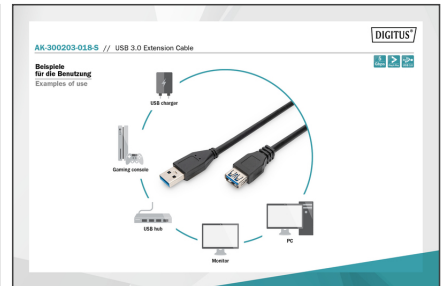 DIGITUS®
AK-300203-018-S // USB 3.0 Extension Cable
Beispiele
für die Benutzung
Examples of use
USB charger
Gaming console
USB hub
Monitor
PC